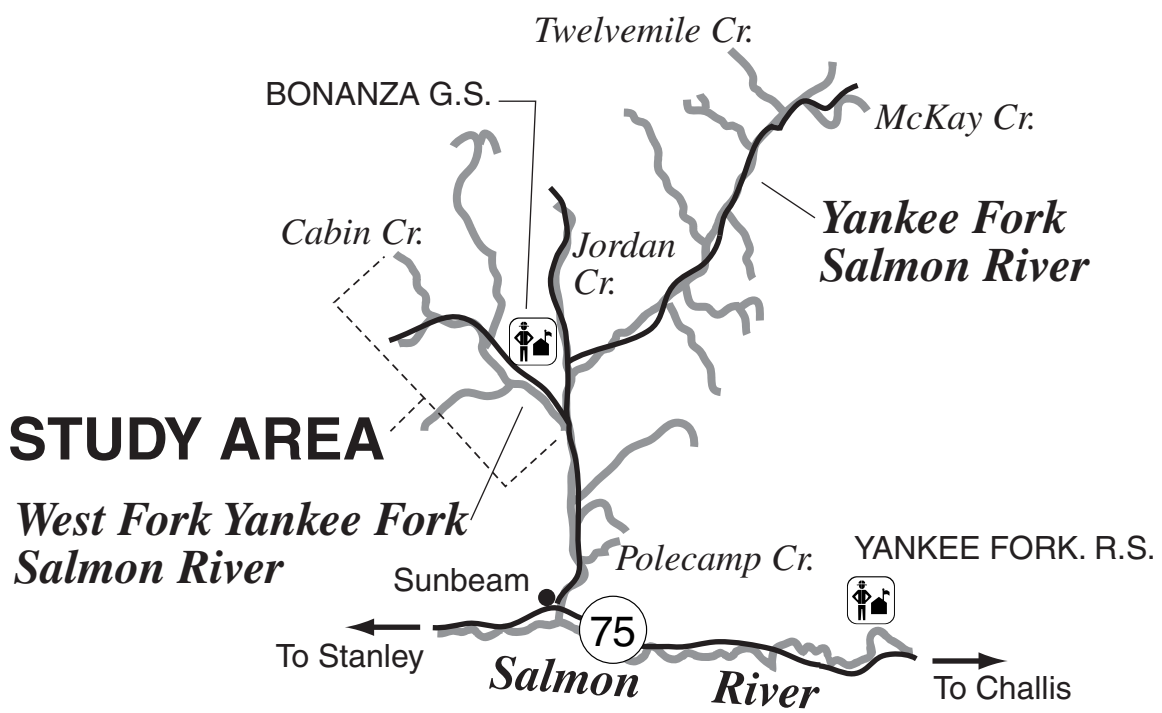 Twelvemile Cr.
BONANZA G.S.
McKay Cr.
Yankee Fork
Salmon River
Cabin Cr.
Jordan
Cr.
STUDY AREA
West Fork Yankee Fork
Salmon River
Polecamp Cr.
YANKEE FORK. R.S.
Sunbeam
75
To Stanley
Salmon River
To Challis